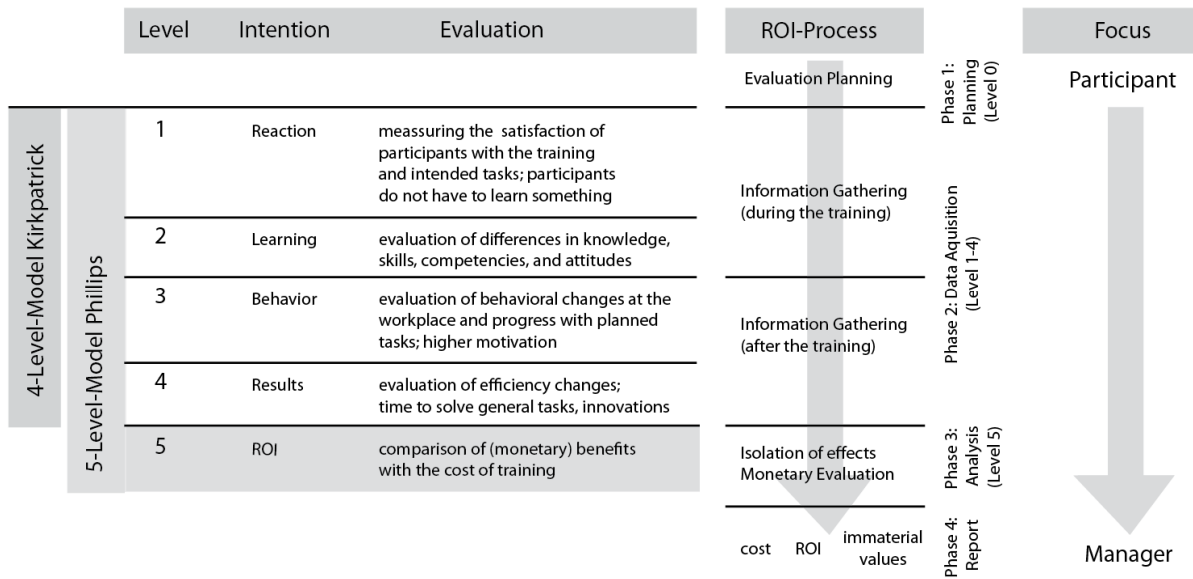 Level Intention Evaluation ROI-Process Focus
Evaluation Planning
Phase 1:
Planning
(Level 0)
Participant
4-Level-Model Kirkpatrick
5-Level-Model Phillips
1 Reaction meassuring the satisfaction of
participants with the training
and intended tasks; participants
do not have to learn something
2 Learning evaluation of differences in knowledge,
skills, competencies, and attitudes
Information Gathering
(during the training)
3 Behavior evaluation of behavioral changes at the
workplace and progress with planned
tasks; higher motivation
4 Results evaluation of efficiency changes;
time to solve general tasks, innovations
Information Gathering
(after the training)
Phase 2: Data Aquisition
(Level 1-4)
5 ROI comparison of (monetary) benefits
with the cost of training
Isolation of effects
Monetary Evaluation
Phase 3:
Analysis
(Level 5)
cost ROI immaterial
values
Phase 4:
Report
Manager